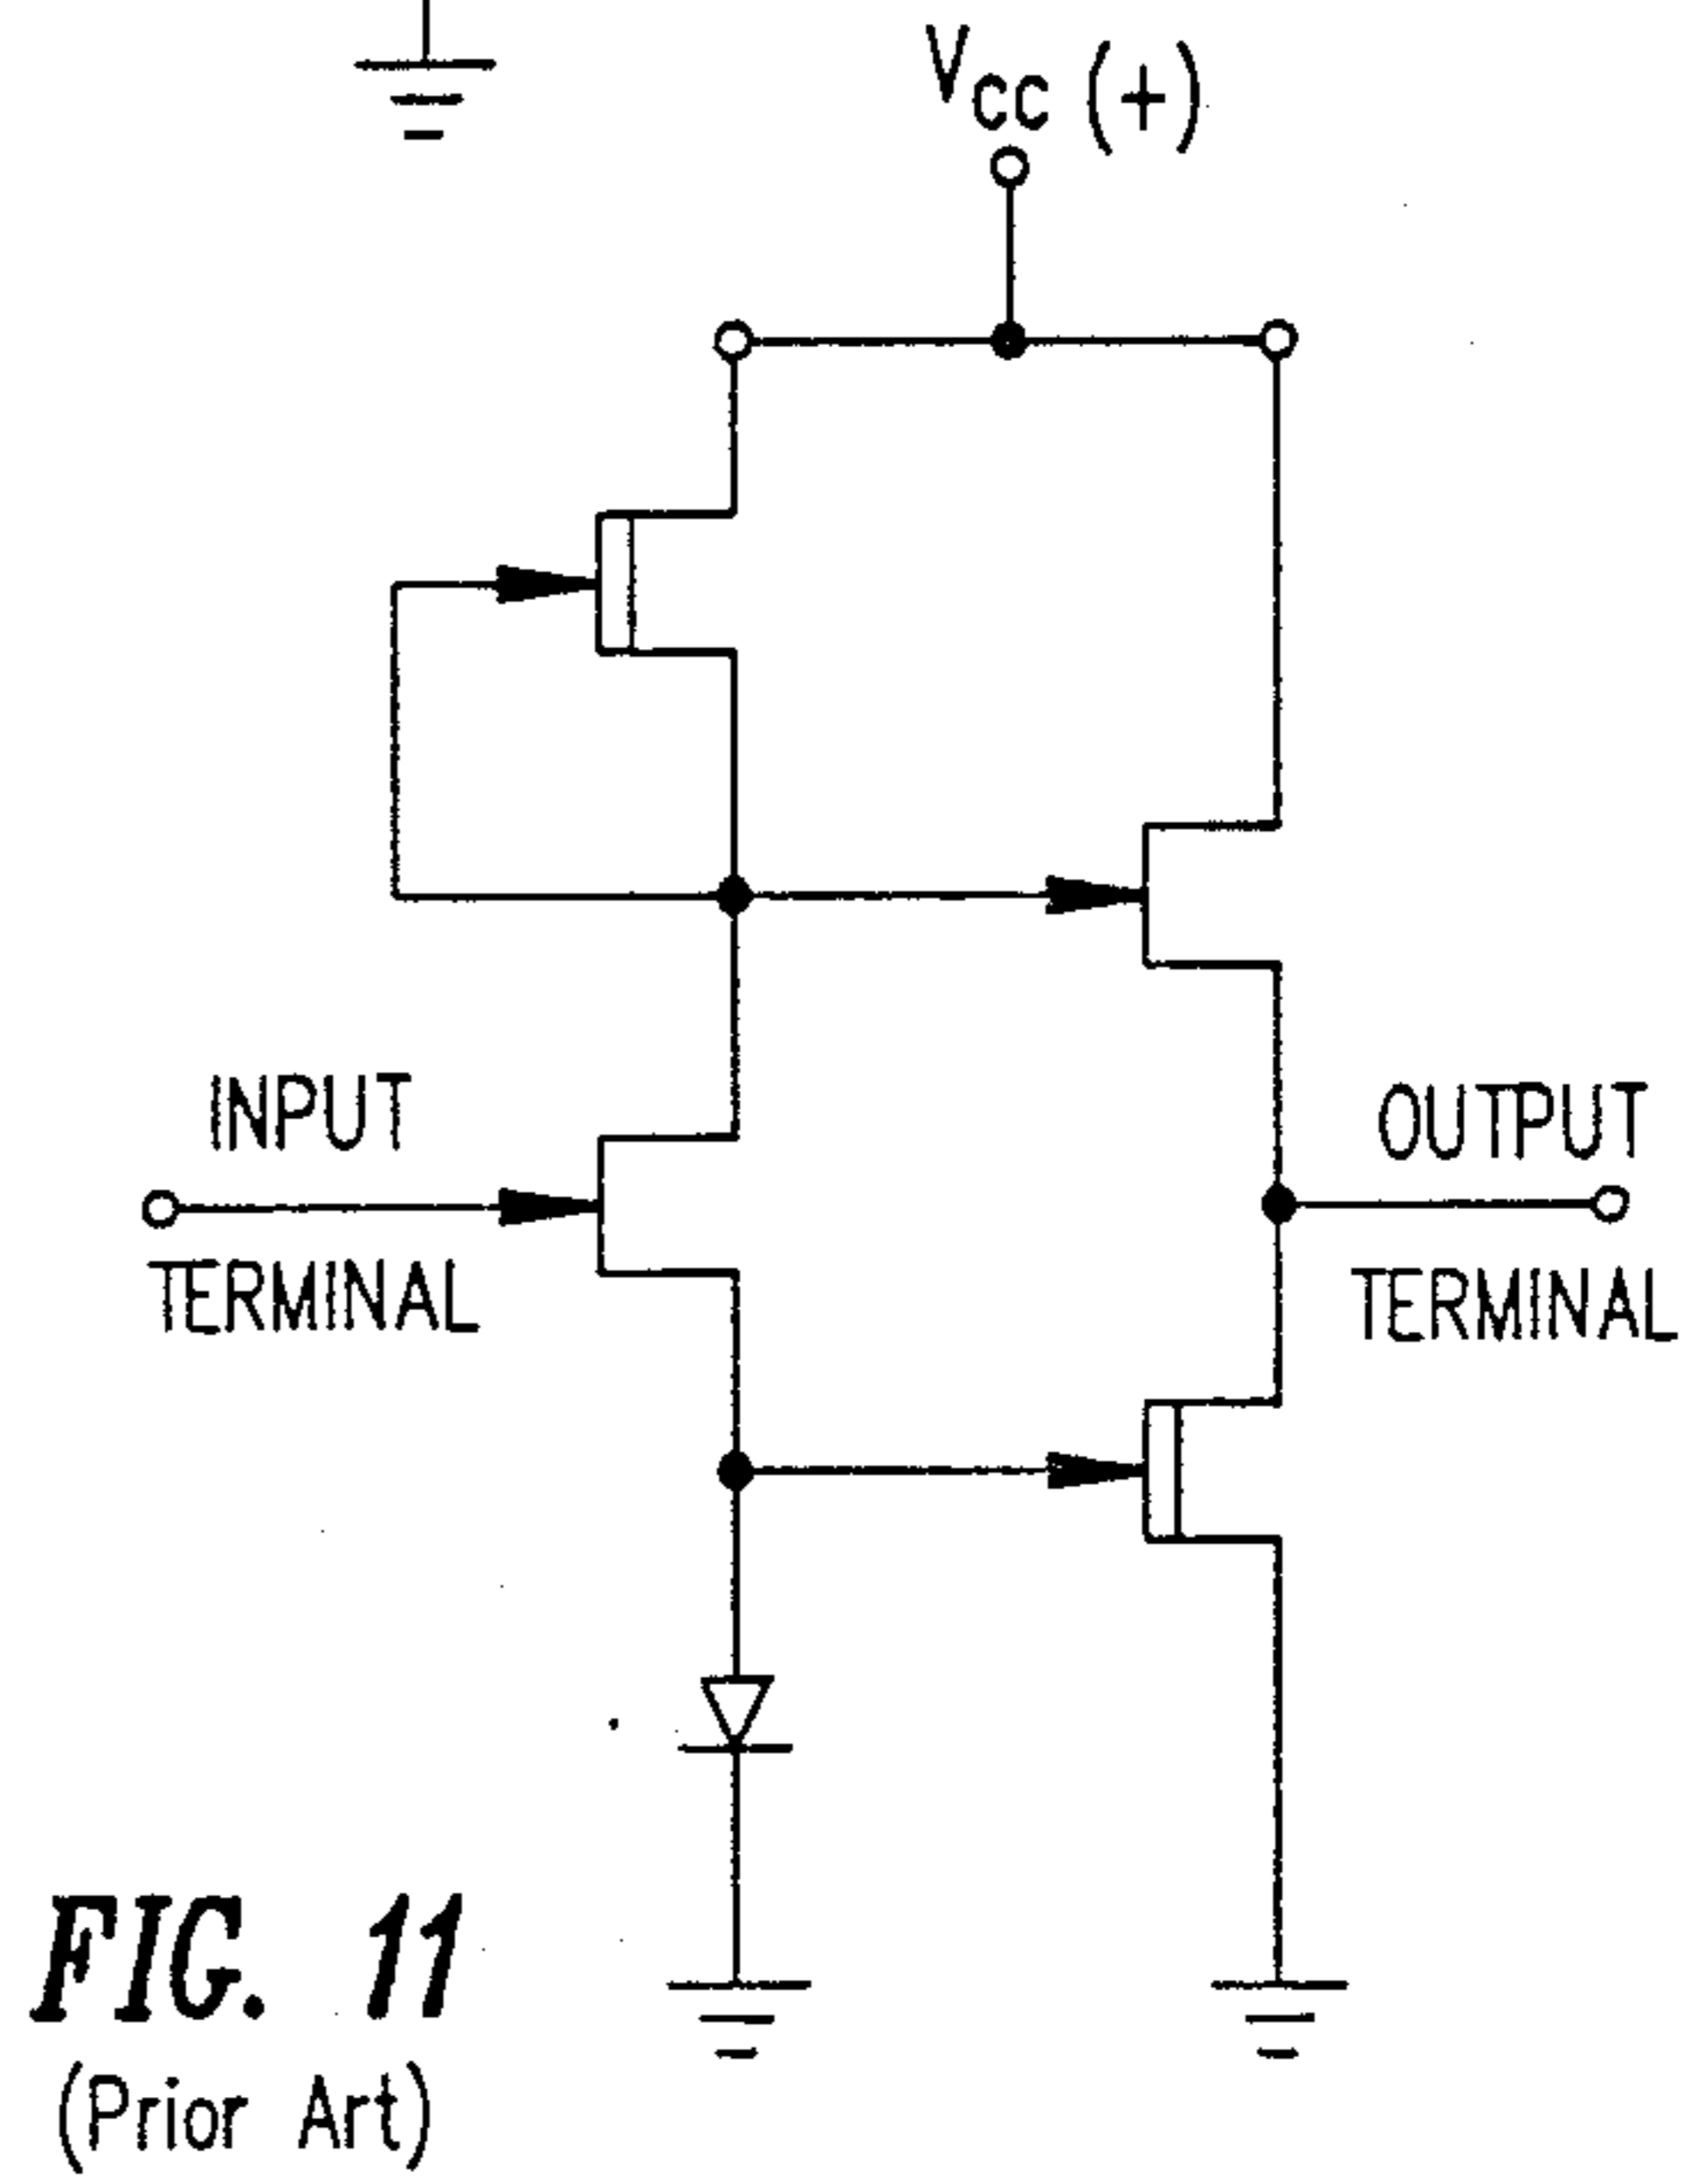 VCC (+)
INPUT
TERMINAL
OUTPUT
TERMINAL
FIG. 11
(Prior Art)